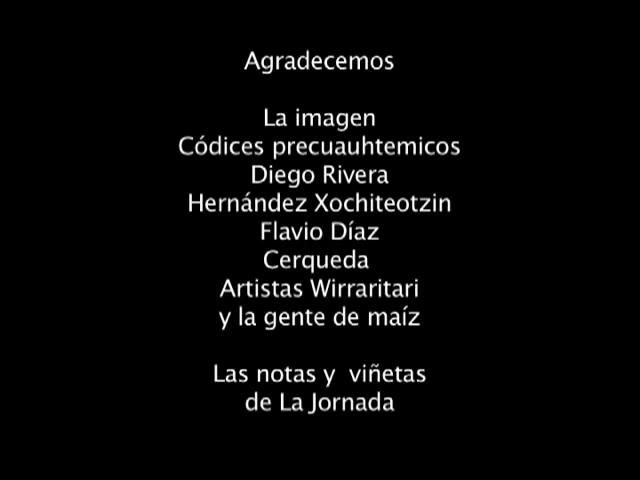 Agradecemos
La imagen
Códices precuauhtemicos
Diego Rivera
Hernández Xochiteotzin
Flavio Díaz
Cerqueda
Artistas Wirraritari
y la gente de maíz
Las notas y viñetas
de La Jornada